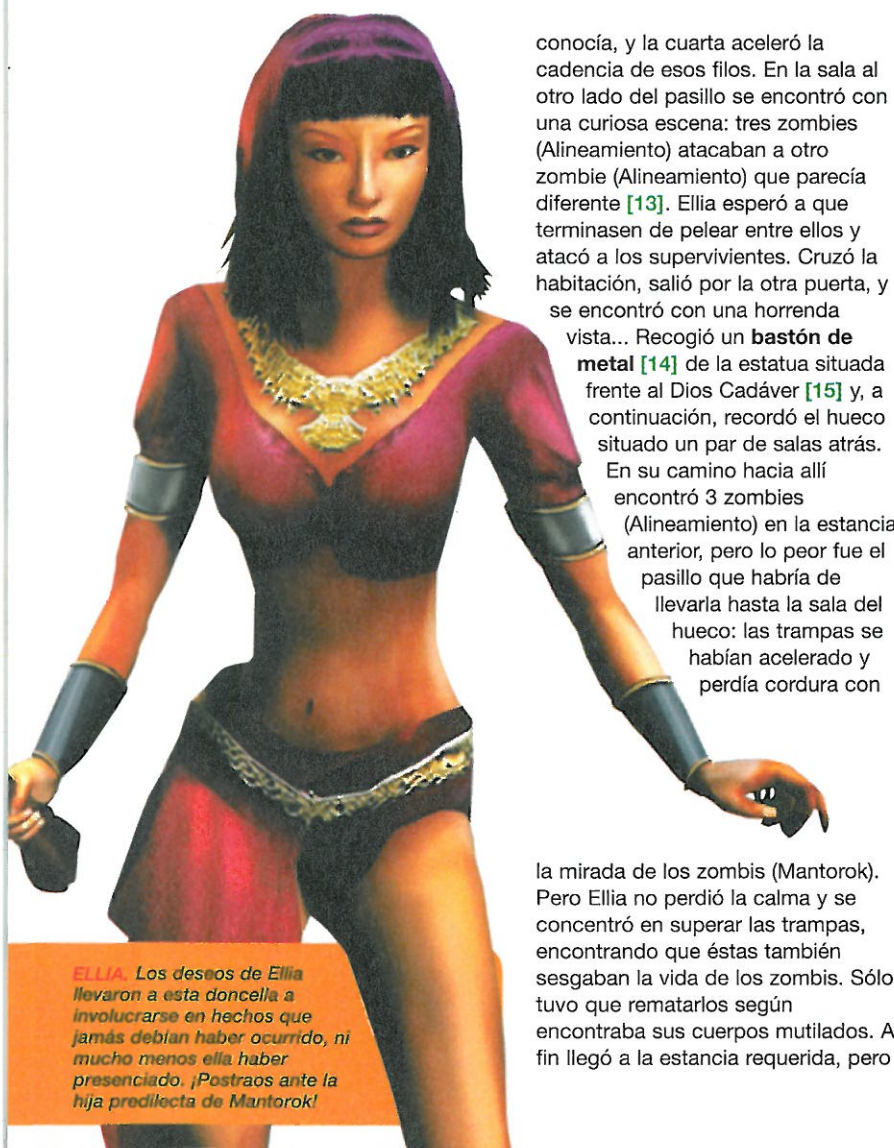 conocía, y la cuarta aceleró la
cadencia de esos filos. En la sala al
otro lado del pasillo se encontró con
una curiosa escena: tres zombies
(Alineamiento) atacaban a otro
zombie (Alineamiento) que parecía
diferente [13]. Ellia esperó a que
terminasen de pelear entre ellos y
atacó a los supervivientes. Cruzó la
habitación, salió por la otra puerta, y
se encontró con una horrenda
vista... Recogió un bastón de
metal [14] de la estatua situada
frente al Dios Cadáver [15] y, a
continuación, recordó el hueco
situado un par de salas atrás.
En su camino hacia allí
encontró 3 zombies
(Alineamiento) en la estancia
anterior, pero lo peor fue el
pasillo que habría de
llevarla hasta la sala del
hueco: las trampas se
habían acelerado y
perdía cordura con
la mirada de los zombis (Mantorok).
Pero Ellia no perdió la calma y se
concentró en superar las trampas,
encontrando que éstas también
sesgaban la vida de los zombis. Sólo
tuvo que rematarlos según
encontraba sus cuerpos mutilados. A
fin llegó a la estancia requerida, pero
ELLIA. Los deseos de Ellia
llevaron a esta doncella a
involucrarse en hechos que
jamás debían haber ocurrido, ni
mucho menos ella haber
presenciado. ¡Postraos ante la
hija predilecta de Mantorok!